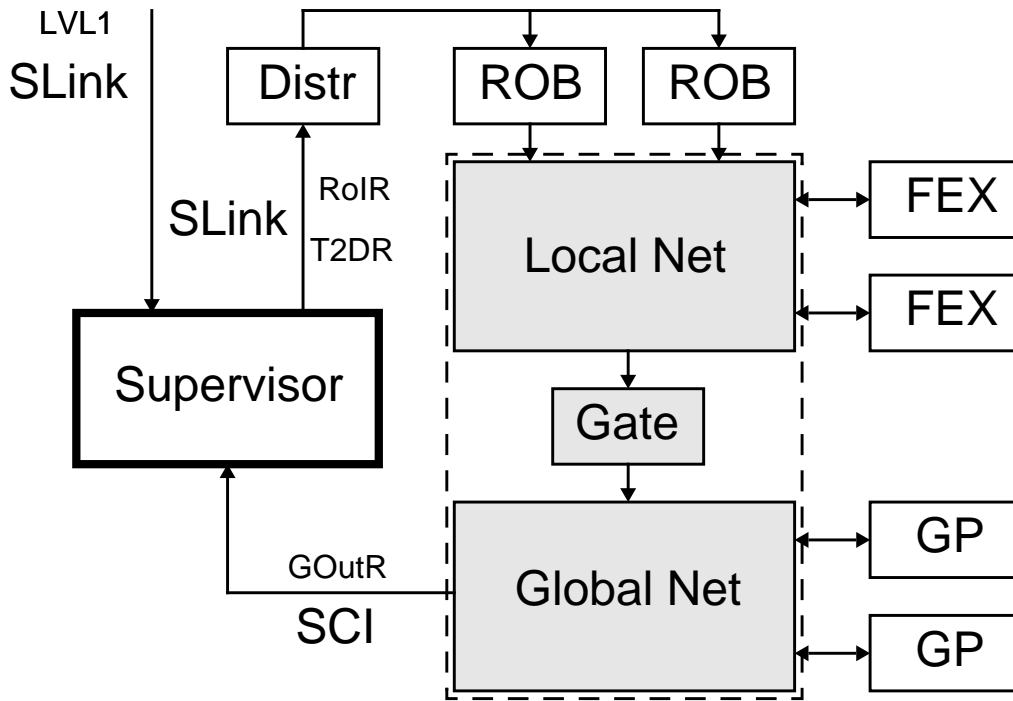 LVL1
SLink
Distr
ROB
ROB
RoIR
SLink
T2DR
Local Net
FEX
FEX
Supervisor
Gate
GOutR
SCI
Global Net
GP
GP